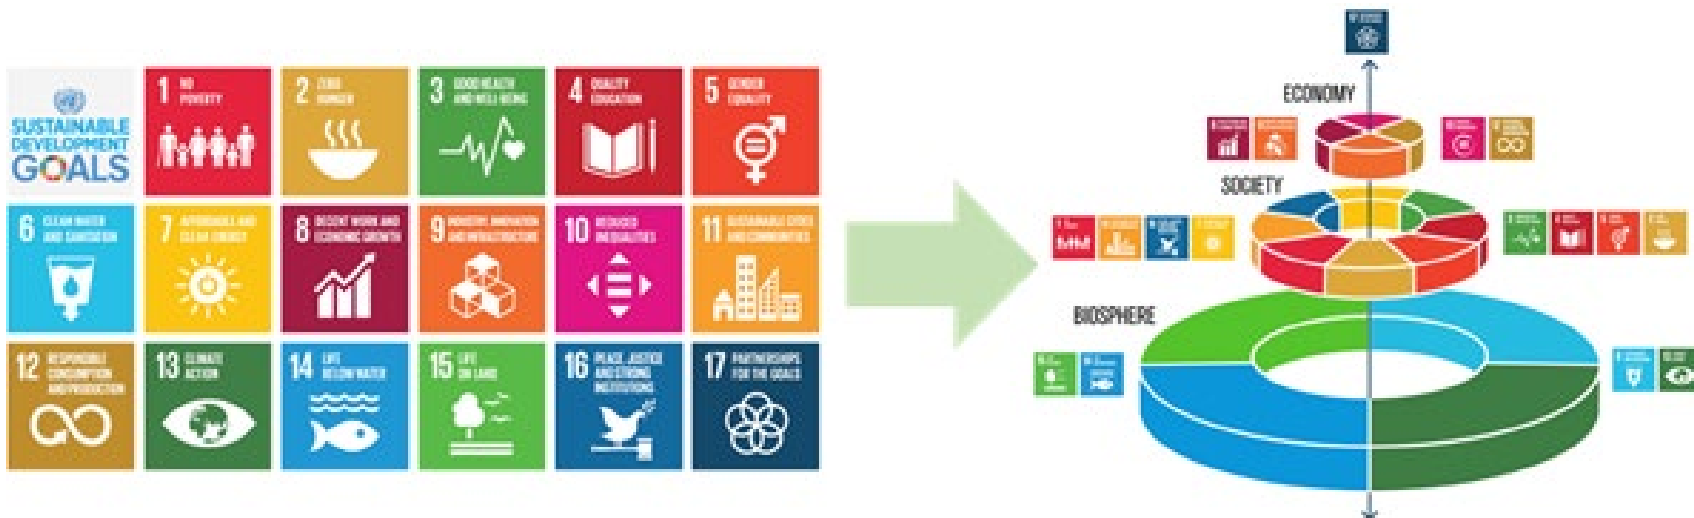 SUSTAINABLE
DEVELOPMENT
GOALS
1 NO
POVERTY
2 ZERO
HUNGER
3 GOOD HEALTH
AND WELL-BEING
4 QUALITY
EDUCATION
5 GENDER
EQUALITY
6 CLEAN WATER
AND SANITATION
7 AFFORDABLE AND
CLEAN ENERGY
8 DECENT WORK AND
ECONOMIC GROWTH
9 INDUSTRY, INNOVATION
AND INFRASTRUCTURE
10 REDUCED
INEQUALITIES
11 SUSTAINABLE CITIES
AND COMMUNITIES
12 RESPONSIBLE
CONSUMPTION
AND PRODUCTION
13 CLIMATE
ACTION
14 LIFE
BELOW WATER
15 LIFE
ON LAND
16 PEACE, JUSTICE
AND STRONG
INSTITUTIONS
17 PARTNERSHIPS
FOR THE GOALS
ECONOMY
SOCIETY
BIOSPHERE